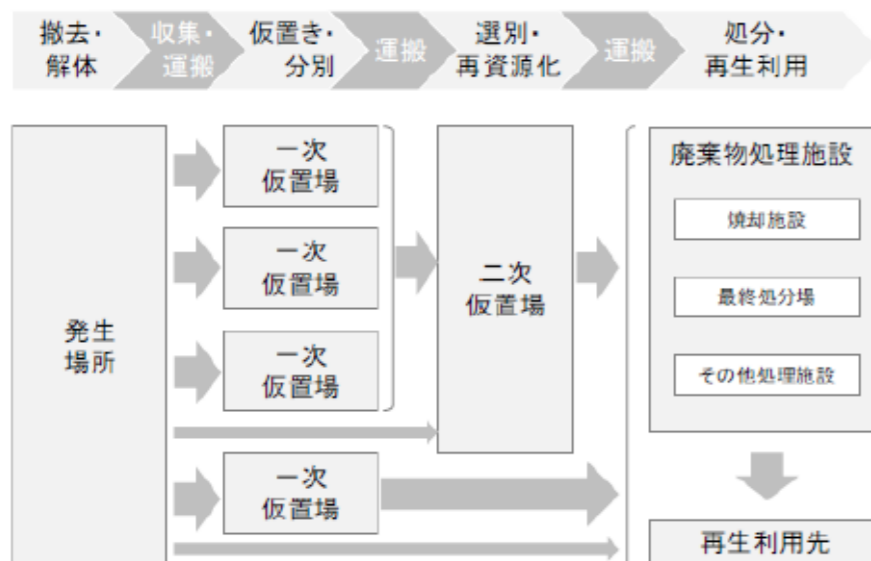 撤去・
解体
収集・
運搬
仮置き・
分別
運搬
選別・
再資源化
運搬
処分・
再生利用
発生
場所
一次
仮置場
一次
仮置場
一次
仮置場
一次
仮置場
二次
仮置場
廃棄物処理施設
焼却施設
最終処分場
その他処理施設
再生利用先